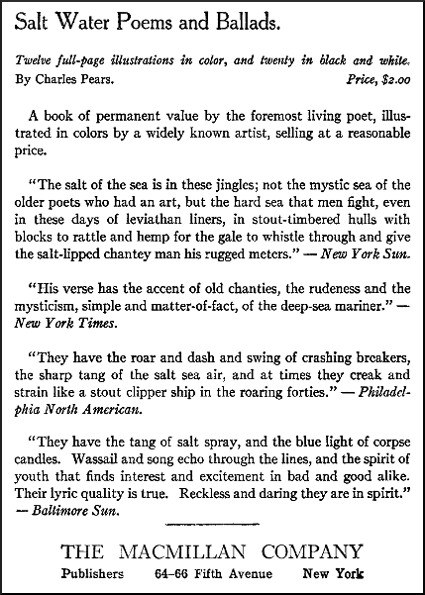 Salt Water Poems and Ballads.
Twelve full-page illustrations in color, and twenty in black and white.
By Charles Pears. Price, $2.00
A book of permanent value by the foremost living poet, illus-
trated in colors by a widely known artist, selling at a reasonable
price.
“The salt of the sea is in these jingles; not the mystic sea of the
older poets who had an art, but the hard sea that men fight, even
in these days of leviathan liners, in stout-timbered hulls with
blocks to rattle and hemp for the gale to whistle through and give
the salt-lipped chantey man his rugged meters.” — New York Sun.
“His verse has the accent of old chanties, the rudeness and the
mysticism, simple and matter-of-fact, of the deep-sea mariner.” —
New York Times.
“They have the roar and dash and swing of crashing breakers,
the sharp tang of the salt sea air, and at times they creak and
strain like a stout clipper ship in the roaring forties.” — Philadel-
phia North American.
“They have the tang of salt spray, and the blue light of corpse
candles. Wassail and song echo through the lines, and the spirit of
youth that finds interest and excitement in bad and good alike.
Their lyric quality is true. Reckless and daring they are in spirit.”
— Baltimore Sun.
THE MACMILLAN COMPANY
Publishers 64–66 Fifth Avenue New York